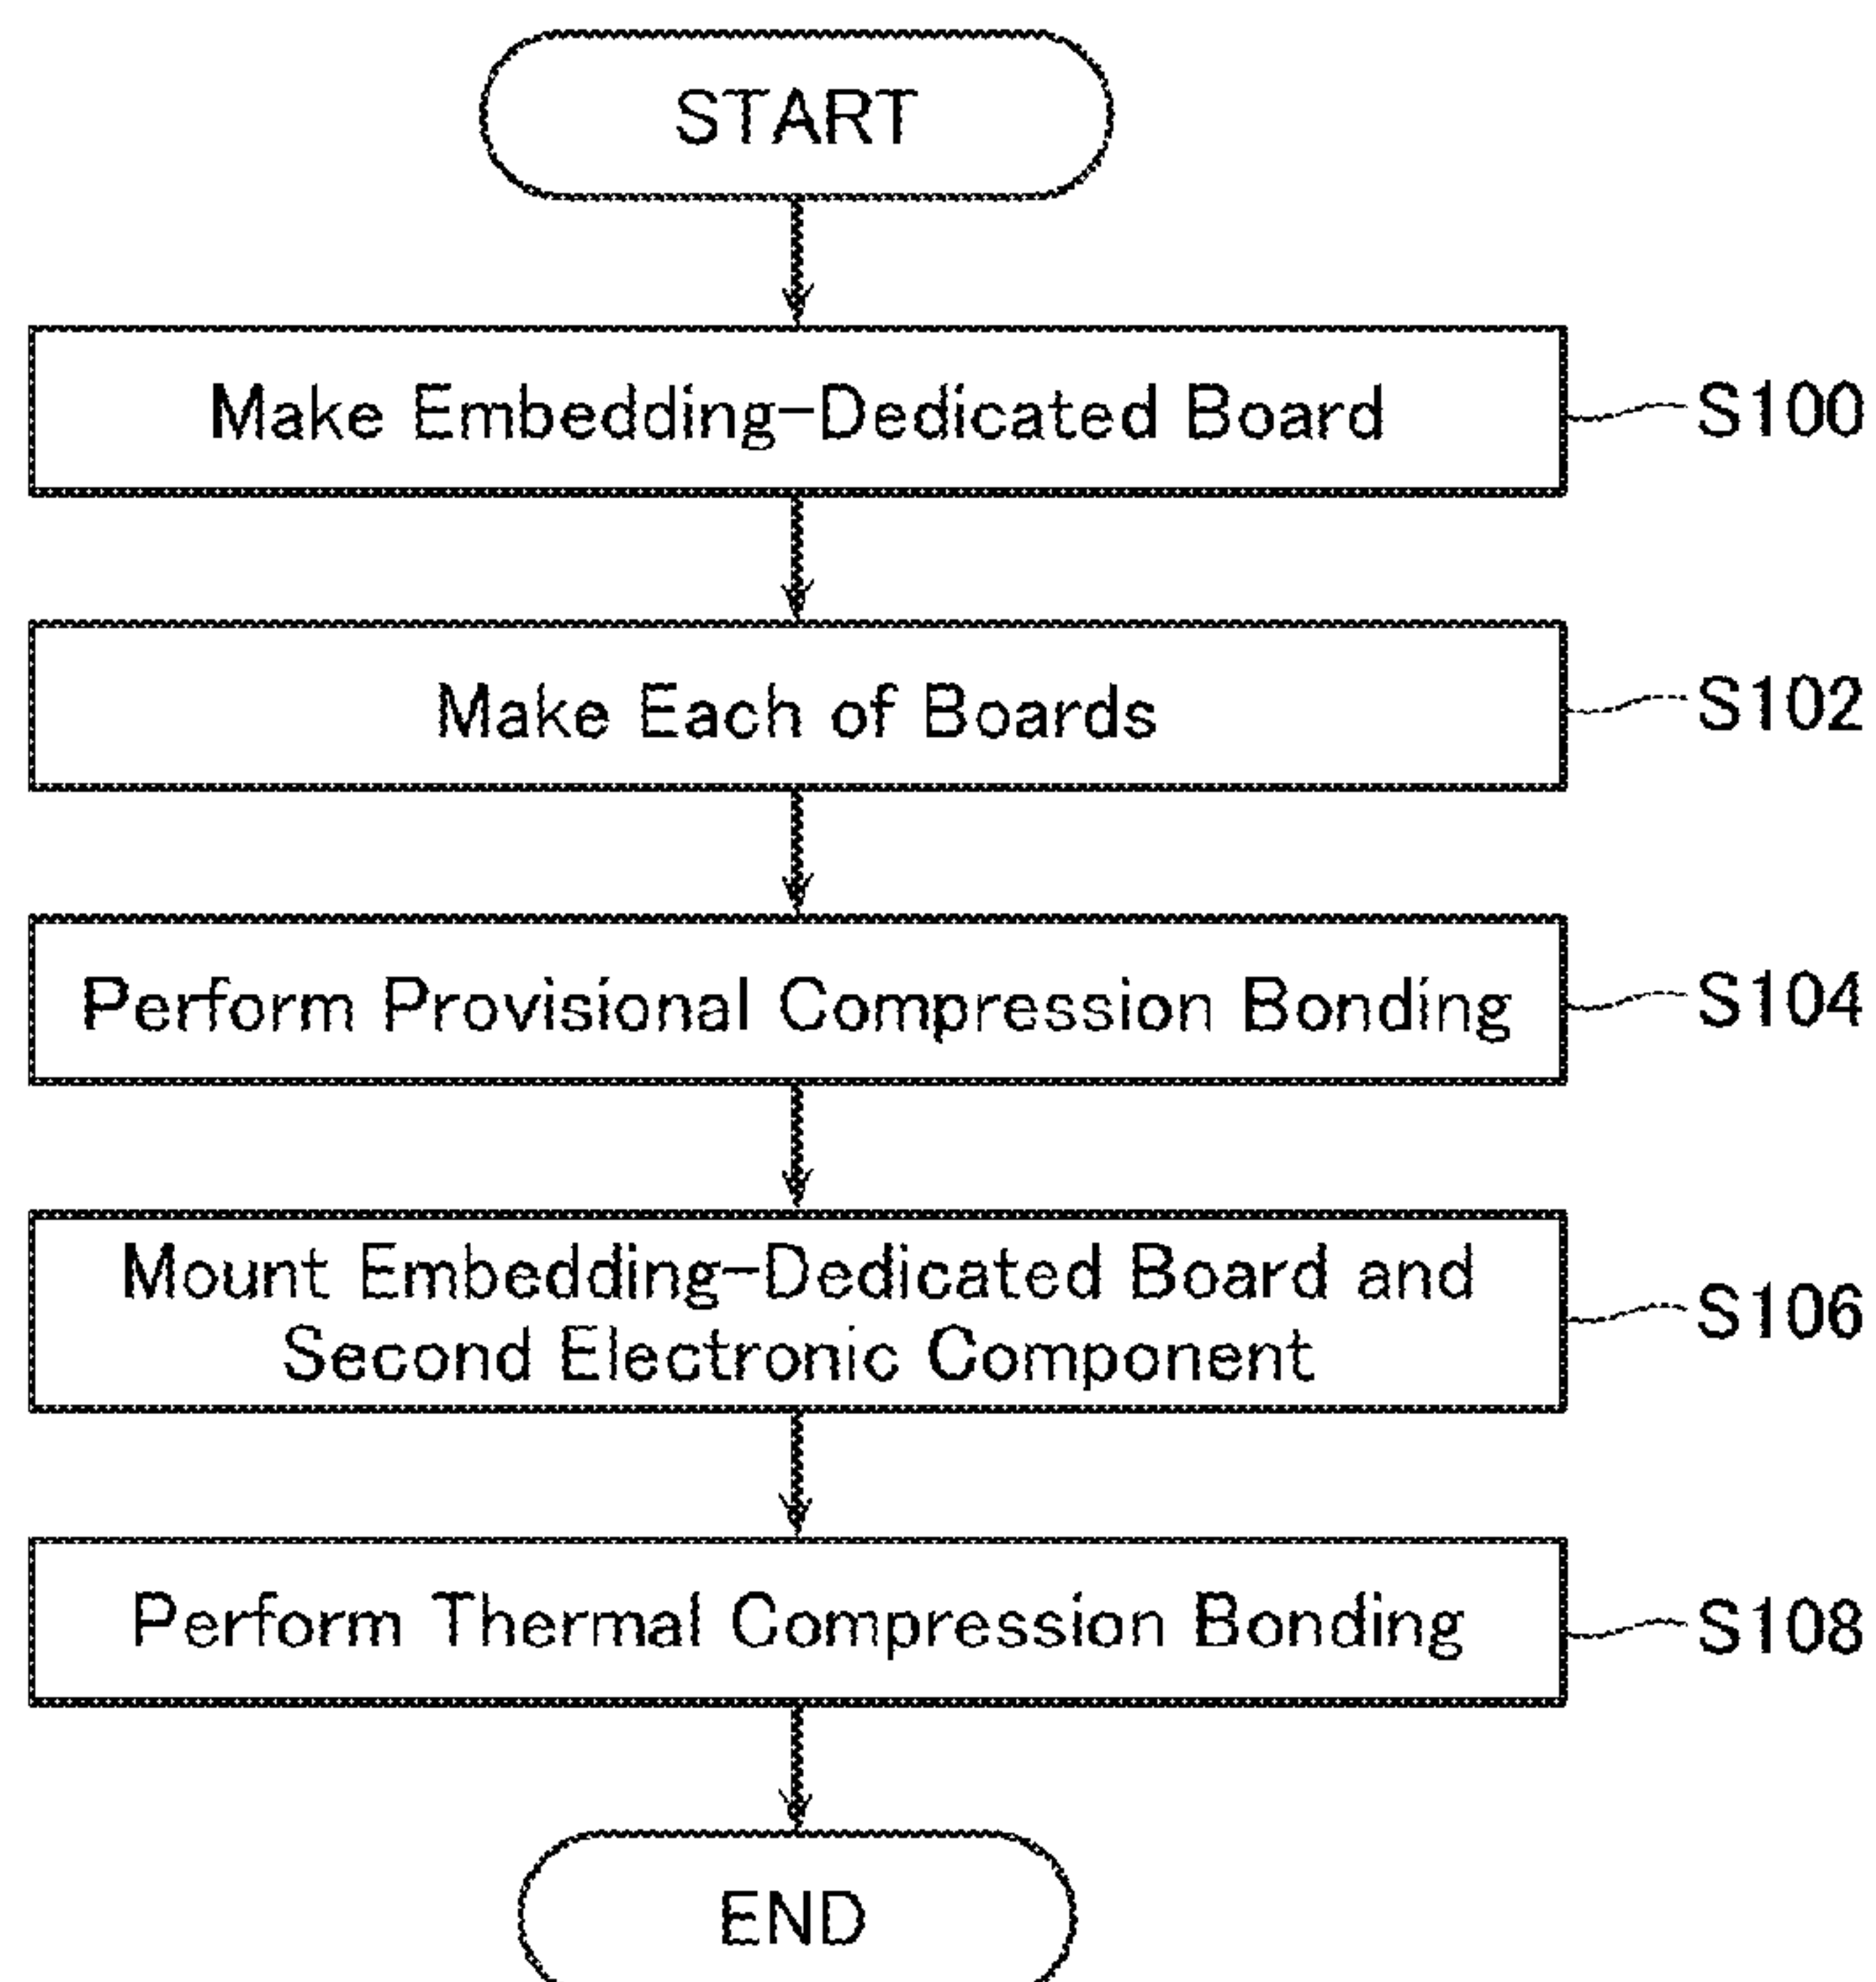 START
Make Embedding-Dedicated Board
S100
Make Each of Boards
S102
Perform Provisional Compression Bonding
S104
Mount Embedding-Dedicated Board and
Second Electronic Component
S106
Perform Thermal Compression Bonding
S108
END